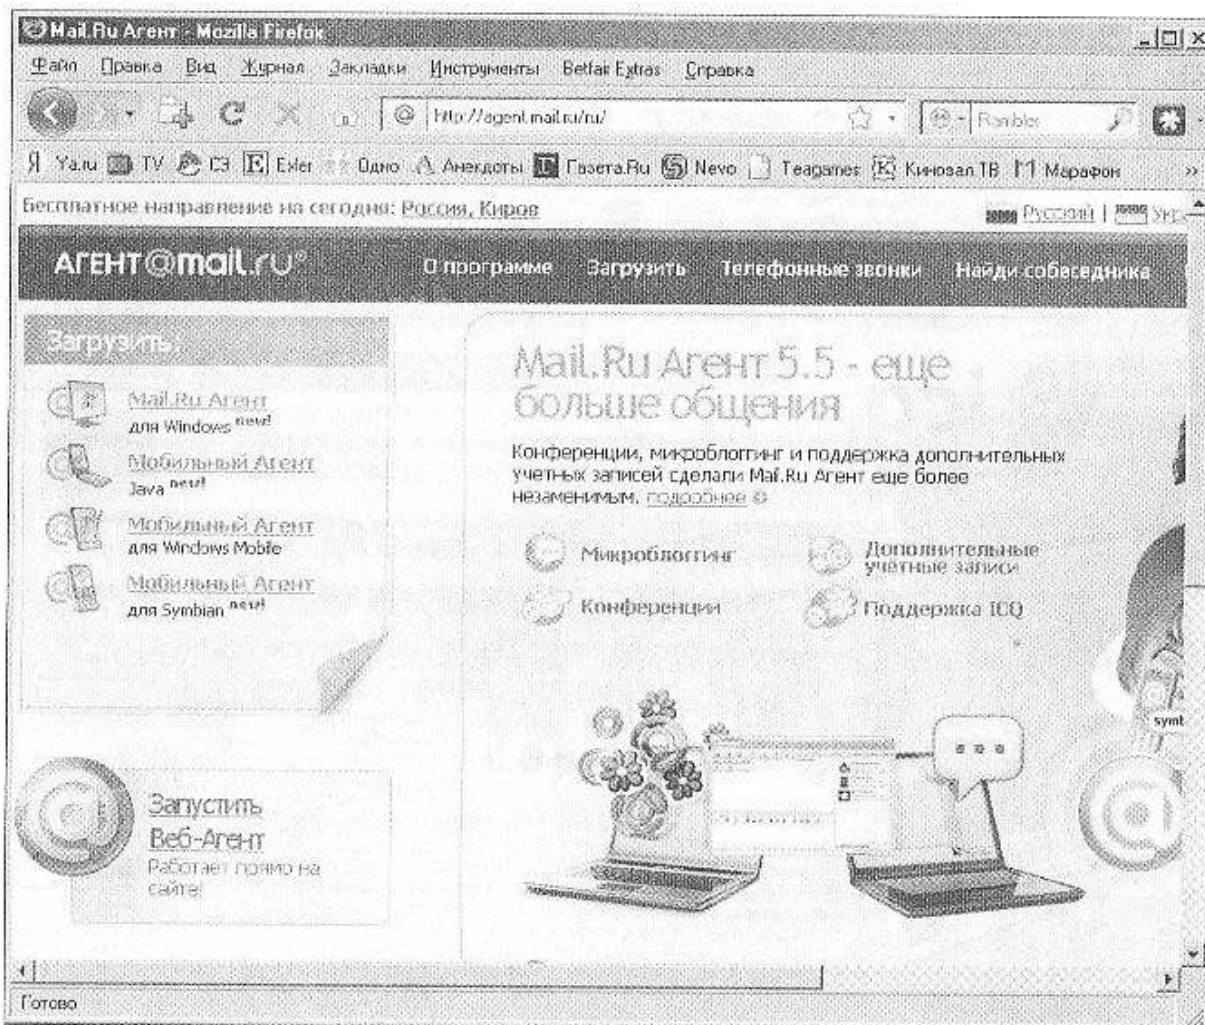 Mail.Ru Агент - Mozilla Firefox
Файл Правка Вид Журнал Закладки Инструменты Betfair Extras Справка
http://agent.mail.ru/ru/ Rambler
Ya.ru TV СЭ Exler Одно Анекдоты Газета.Ru Nevo Teagames Кинозал ТВ Марафон »
Бесплатное направление на сегодня: Россия, Киров Русский | Укр
АГЕНТ@mail.ru® О программе Загрузить Телефонные звонки Найди собеседника
Загрузить:
Mail.Ru Агент
для Windows new!
Мобильный Агент
Java new!
Мобильный Агент
для Windows Mobile
Мобильный Агент
для Symbian new!
Mail.Ru Агент 5.5 - еще
больше общения
Конференции, микроблоггинг и поддержка дополнительных
учетных записей сделали Mail.Ru Агент еще более
незаменимым. подробнее
Микроблоггинг
Дополнительные
учётные записи
Конференции
Поддержка ICQ
symb
Запустить
Веб-Агент
Работает прямо на
сайте!
Готово